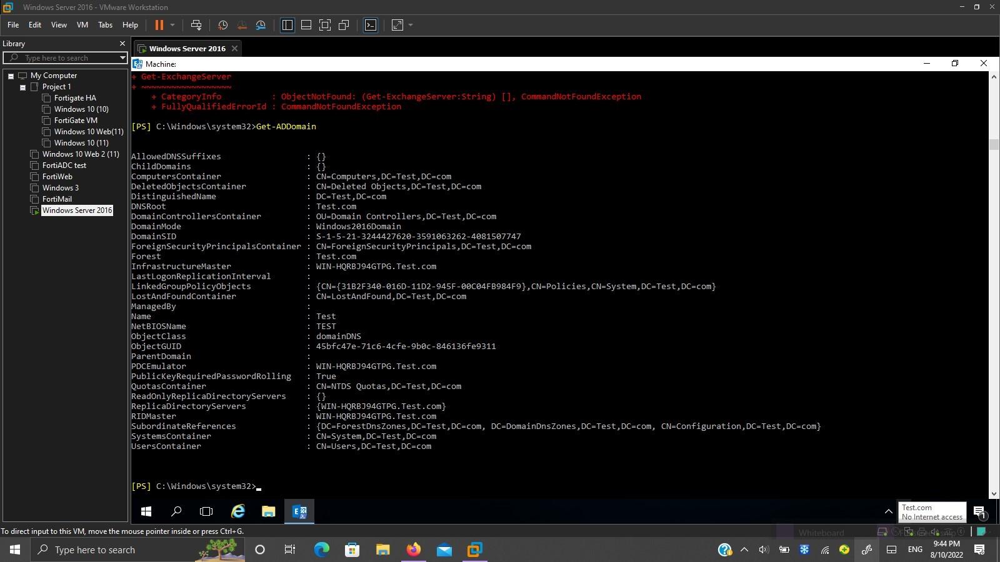 Windows Server 2016 - VMware Workstation
File Edit View VM Tabs Help
Library
Type here to search
My Computer
Project 1
Fortigate HA
Windows 10 (10)
FortiGate VM
Windows 10 Web(11)
Windows 10 (11)
Windows 10 Web 2 (11)
FortiADC test
FortiWeb
Windows 3
FortiMail
Windows Server 2016
Windows Server 2016
Machine:
+ Get-ExchangeServer
+ ~~~~~~~~~~~~~~~~~~
+ CategoryInfo : ObjectNotFound: (Get-ExchangeServer:String) [], CommandNotFoundException
+ FullyQualifiedErrorId : CommandNotFoundException
[PS] C:\Windows\system32>Get-ADDomain
AllowedDNSSuffixes : {}
ChildDomains : {}
ComputersContainer : CN=Computers,DC=Test,DC=com
DeletedObjectsContainer : CN=Deleted Objects,DC=Test,DC=com
DistinguishedName : DC=Test,DC=com
DNSRoot : Test.com
DomainControllersContainer : OU=Domain Controllers,DC=Test,DC=com
DomainMode : Windows2016Domain
DomainSID : S-1-5-21-3244427620-3591063262-4081507747
ForeignSecurityPrincipalsContainer : CN=ForeignSecurityPrincipals,DC=Test,DC=com
Forest : Test.com
InfrastructureMaster : WIN-HQRBJ94GTPG.Test.com
LastLogonReplicationInterval :
LinkedGroupPolicyObjects : {CN={31B2F340-016D-11D2-945F-00C04FB984F9},CN=Policies,CN=System,DC=Test,DC=com}
LostAndFoundContainer : CN=LostAndFound,DC=Test,DC=com
ManagedBy :
Name : Test
NetBIOSName : TEST
ObjectClass : domainDNS
ObjectGUID : 45bfc47e-71c6-4cfe-9b0c-846136fe9311
ParentDomain :
PDCEmulator : WIN-HQRBJ94GTPG.Test.com
PublicKeyRequiredPasswordRolling : True
QuotasContainer : CN=NTDS Quotas,DC=Test,DC=com
ReadOnlyReplicaDirectoryServers : {}
ReplicaDirectoryServers : {WIN-HQRBJ94GTPG.Test.com}
RIDMaster : WIN-HQRBJ94GTPG.Test.com
SubordinateReferences : {DC=ForestDnsZones,DC=Test,DC=com, DC=DomainDnsZones,DC=Test,DC=com, CN=Configuration,DC=Test,DC=com}
SystemsContainer : CN=System,DC=Test,DC=com
UsersContainer : CN=Users,DC=Test,DC=com
[PS] C:\Windows\system32>
Test.com
No Internet access
1
To direct input to this VM, move the mouse pointer inside or press Ctrl+G.
Whiteboard
Type here to search
ENG
9:44 PM
8/10/2022